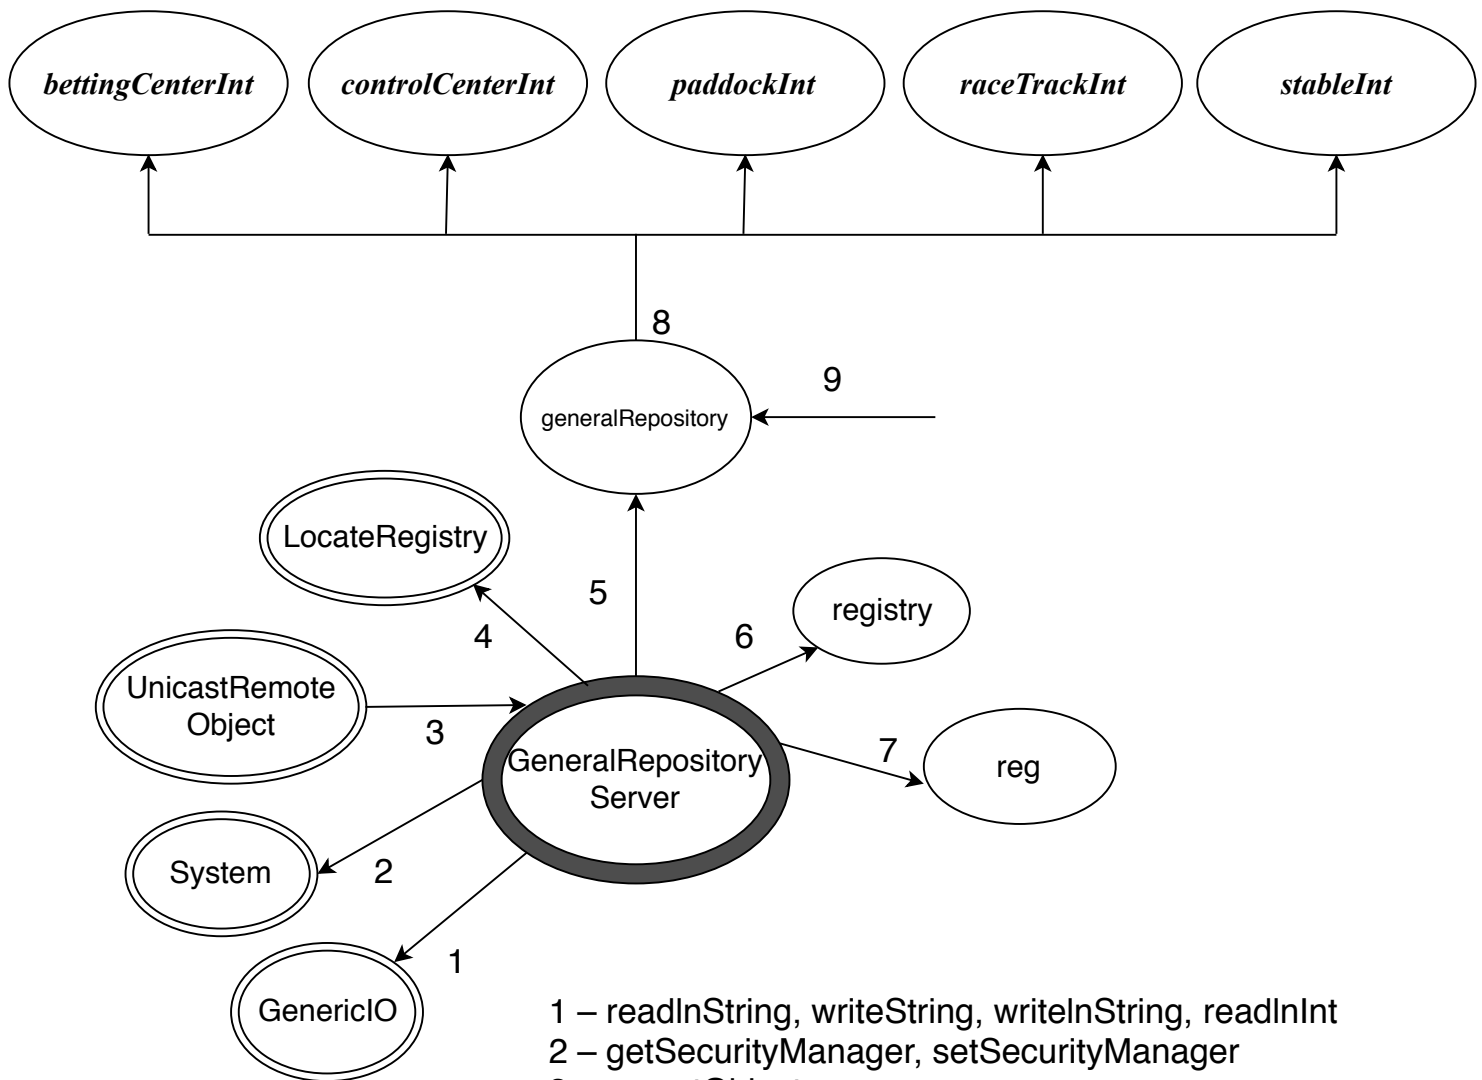 bettingCenterInt
controlCenterInt
paddockInt
raceTrackInt
stableInt
8
9
generalRepository
LocateRegistry
5
registry
4
6
UnicastRemote
Object
3
7
GeneralRepository
Server
reg
System
2
1
GenericIO
1 – readlnString, writeString, writelnString, readlnInt
2 – getSecurityManager, setSecurityManager